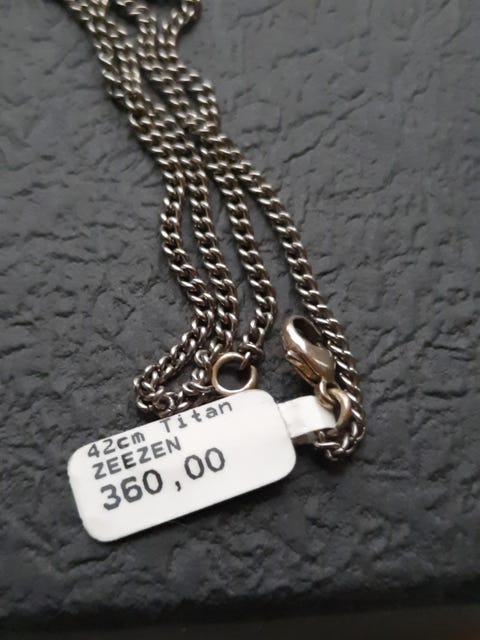 42cm Titan
ZEEZEN
360,00